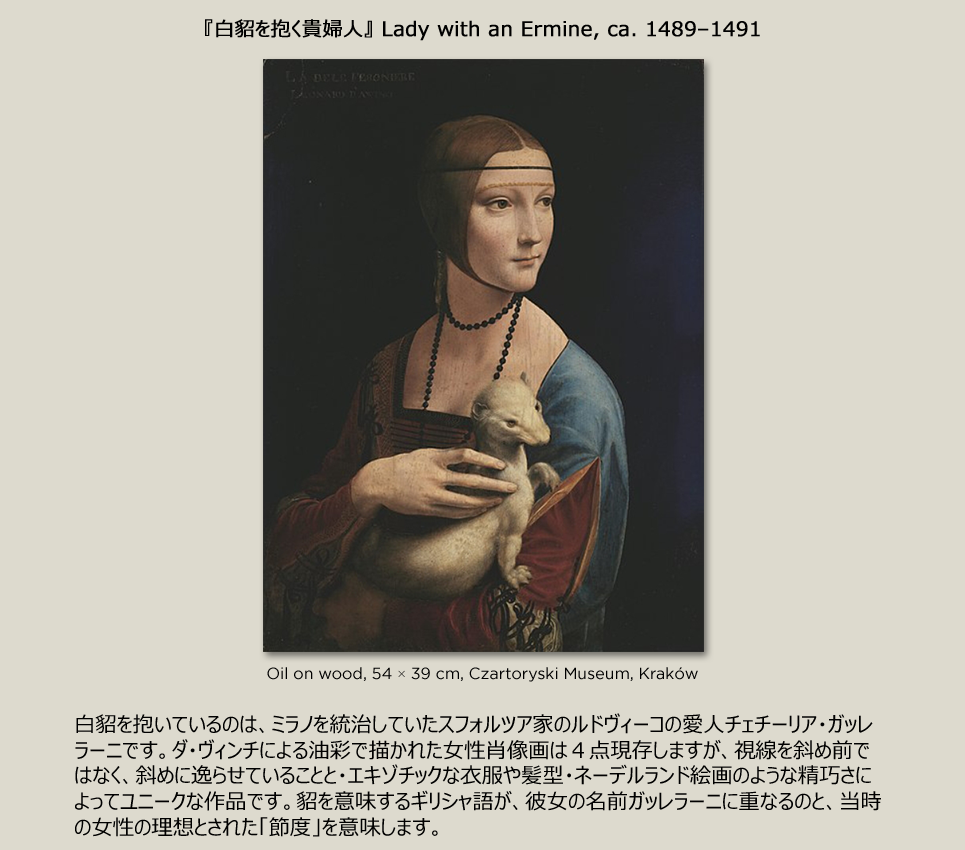 『白貂を抱く貴婦人』 Lady with an Ermine, ca. 1489–1491
LA BELE FERONIERE
LEONARD D'AWINCI
Oil on wood, 54 × 39 cm, Czartoryski Museum, Kraków
白貂を抱いているのは、ミラノを統治していたスフォルツア家のルドヴィーコの愛人チェチーリア・ガッレ
ラーニです。ダ・ヴィンチによる油彩で描かれた女性肖像画は4点現存しますが、視線を斜め前で
はなく、斜めに逸らせていることと・エキゾチックな衣服や髪型・ネーデルランド絵画のような精巧さに
よってユニークな作品です。貂を意味するギリシャ語が、彼女の名前ガッレラーニに重なるのと、当時
の女性の理想とされた「節度」を意味します。